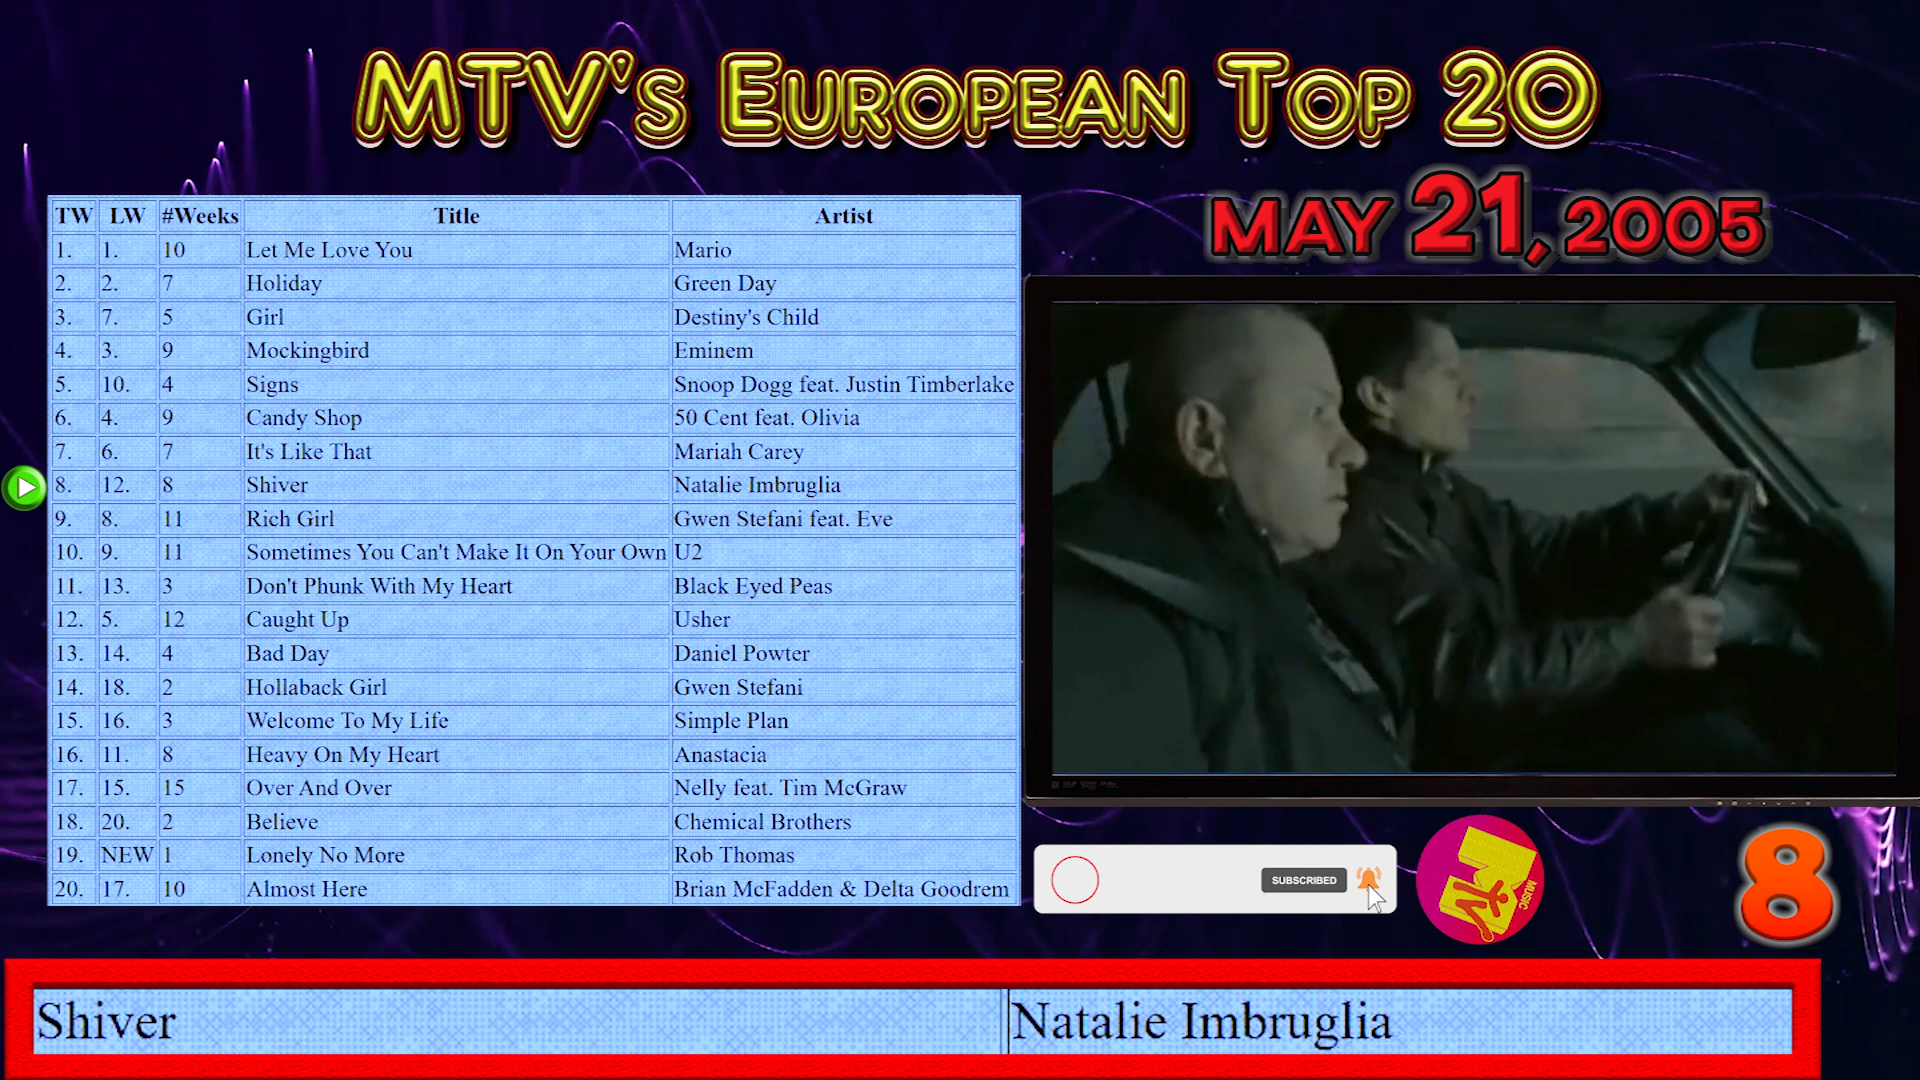 MTV's European Top 20
MAY 21, 2005
TW LW #Weeks Title Artist
1. 1. 10 Let Me Love You Mario
2. 2. 7 Holiday Green Day
3. 7. 5 Girl Destiny's Child
4. 3. 9 Mockingbird Eminem
5. 10. 4 Signs Snoop Dogg feat. Justin Timberlake
6. 4. 9 Candy Shop 50 Cent feat. Olivia
7. 6. 7 It's Like That Mariah Carey
8. 12. 8 Shiver Natalie Imbruglia
9. 8. 11 Rich Girl Gwen Stefani feat. Eve
10. 9. 11 Sometimes You Can't Make It On Your Own U2
11. 13. 3 Don't Phunk With My Heart Black Eyed Peas
12. 5. 12 Caught Up Usher
13. 14. 4 Bad Day Daniel Powter
14. 18. 2 Hollaback Girl Gwen Stefani
15. 16. 3 Welcome To My Life Simple Plan
16. 11. 8 Heavy On My Heart Anastacia
17. 15. 15 Over And Over Nelly feat. Tim McGraw
18. 20. 2 Believe Chemical Brothers
19. NEW 1 Lonely No More Rob Thomas
20. 17. 10 Almost Here Brian McFadden & Delta Goodrem
SUBSCRIBED
MTV MUSIC
8
Shiver Natalie Imbruglia